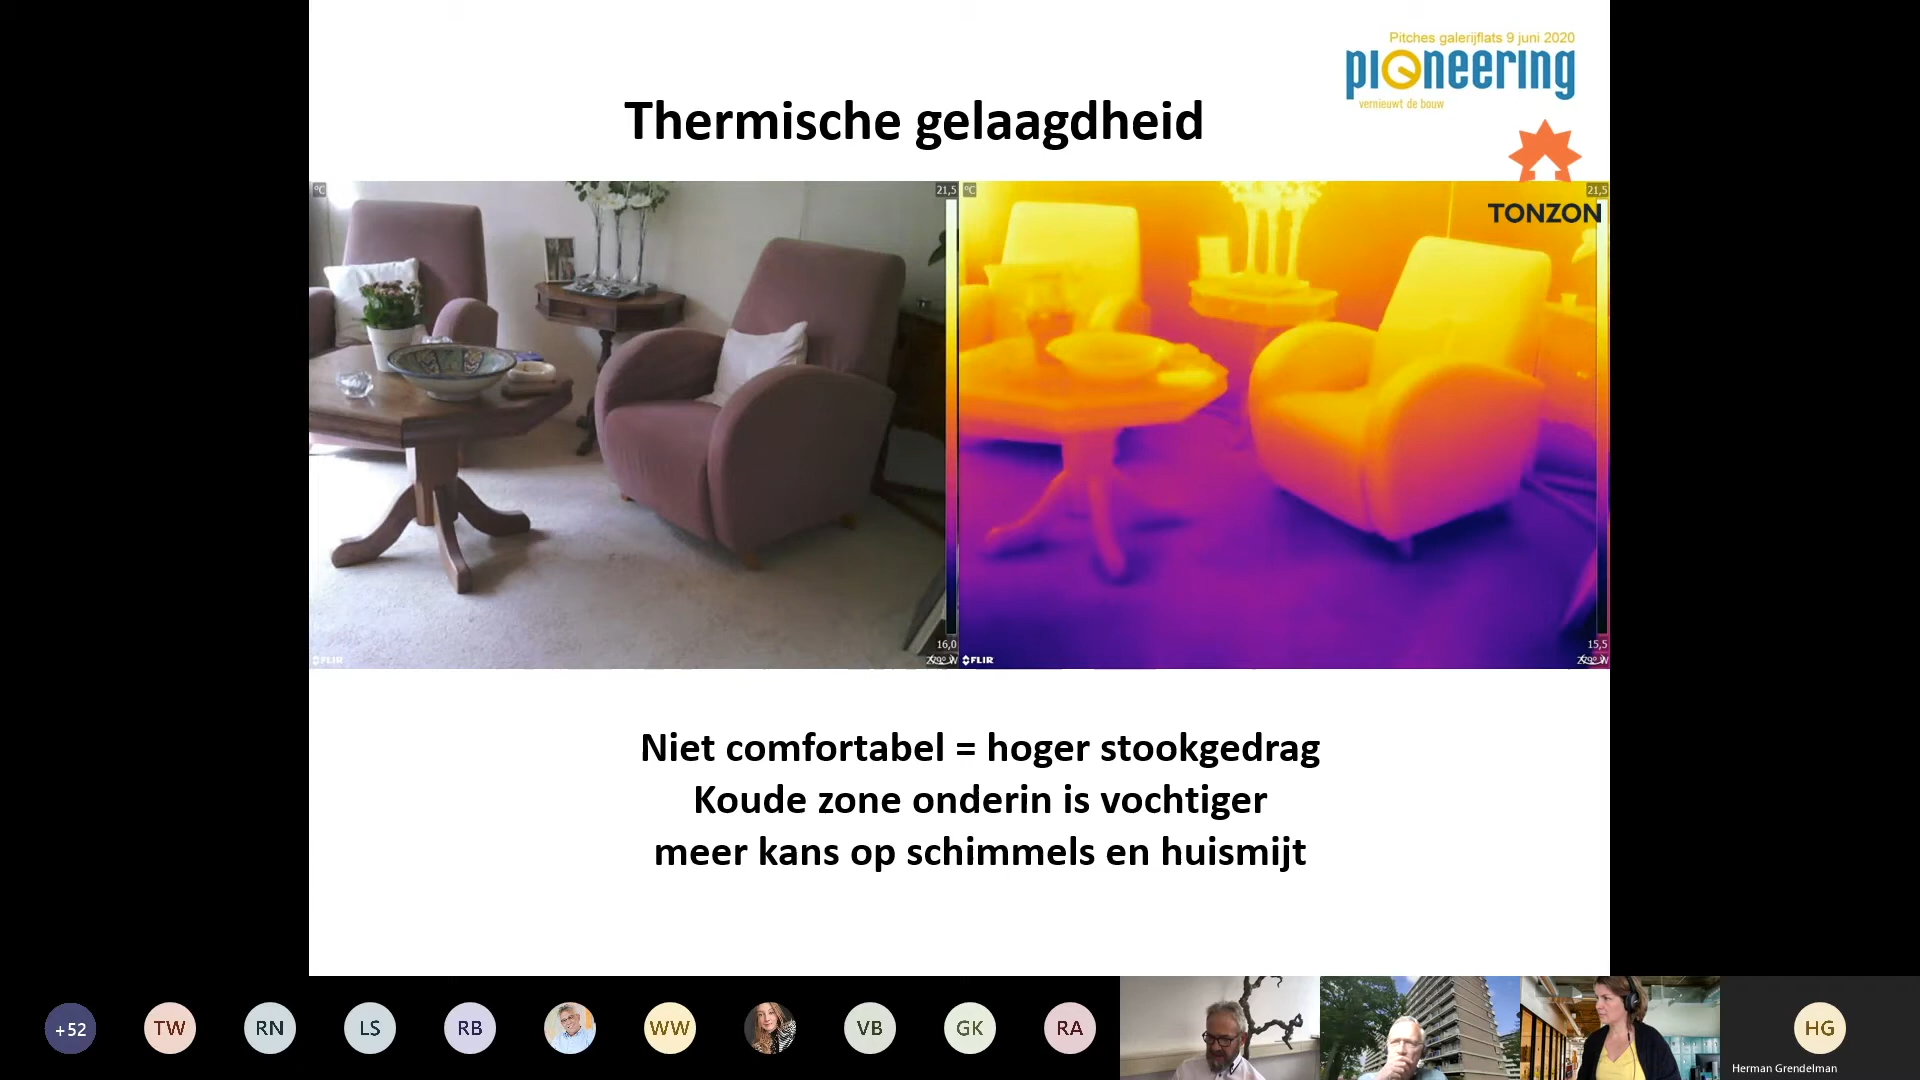 Pitches galerijflats 9 juni 2020
pioneering
vernieuwt de bouw
Thermische gelaagdheid
TONZON
°C
21,5
°C
21,5
16,0
FLIR
15,5
FLIR
Niet comfortabel = hoger stookgedrag
Koude zone onderin is vochtiger
meer kans op schimmels en huismijt
+52
TW
RN
LS
RB
WW
VB
GK
RA
HG
Herman Grendelman